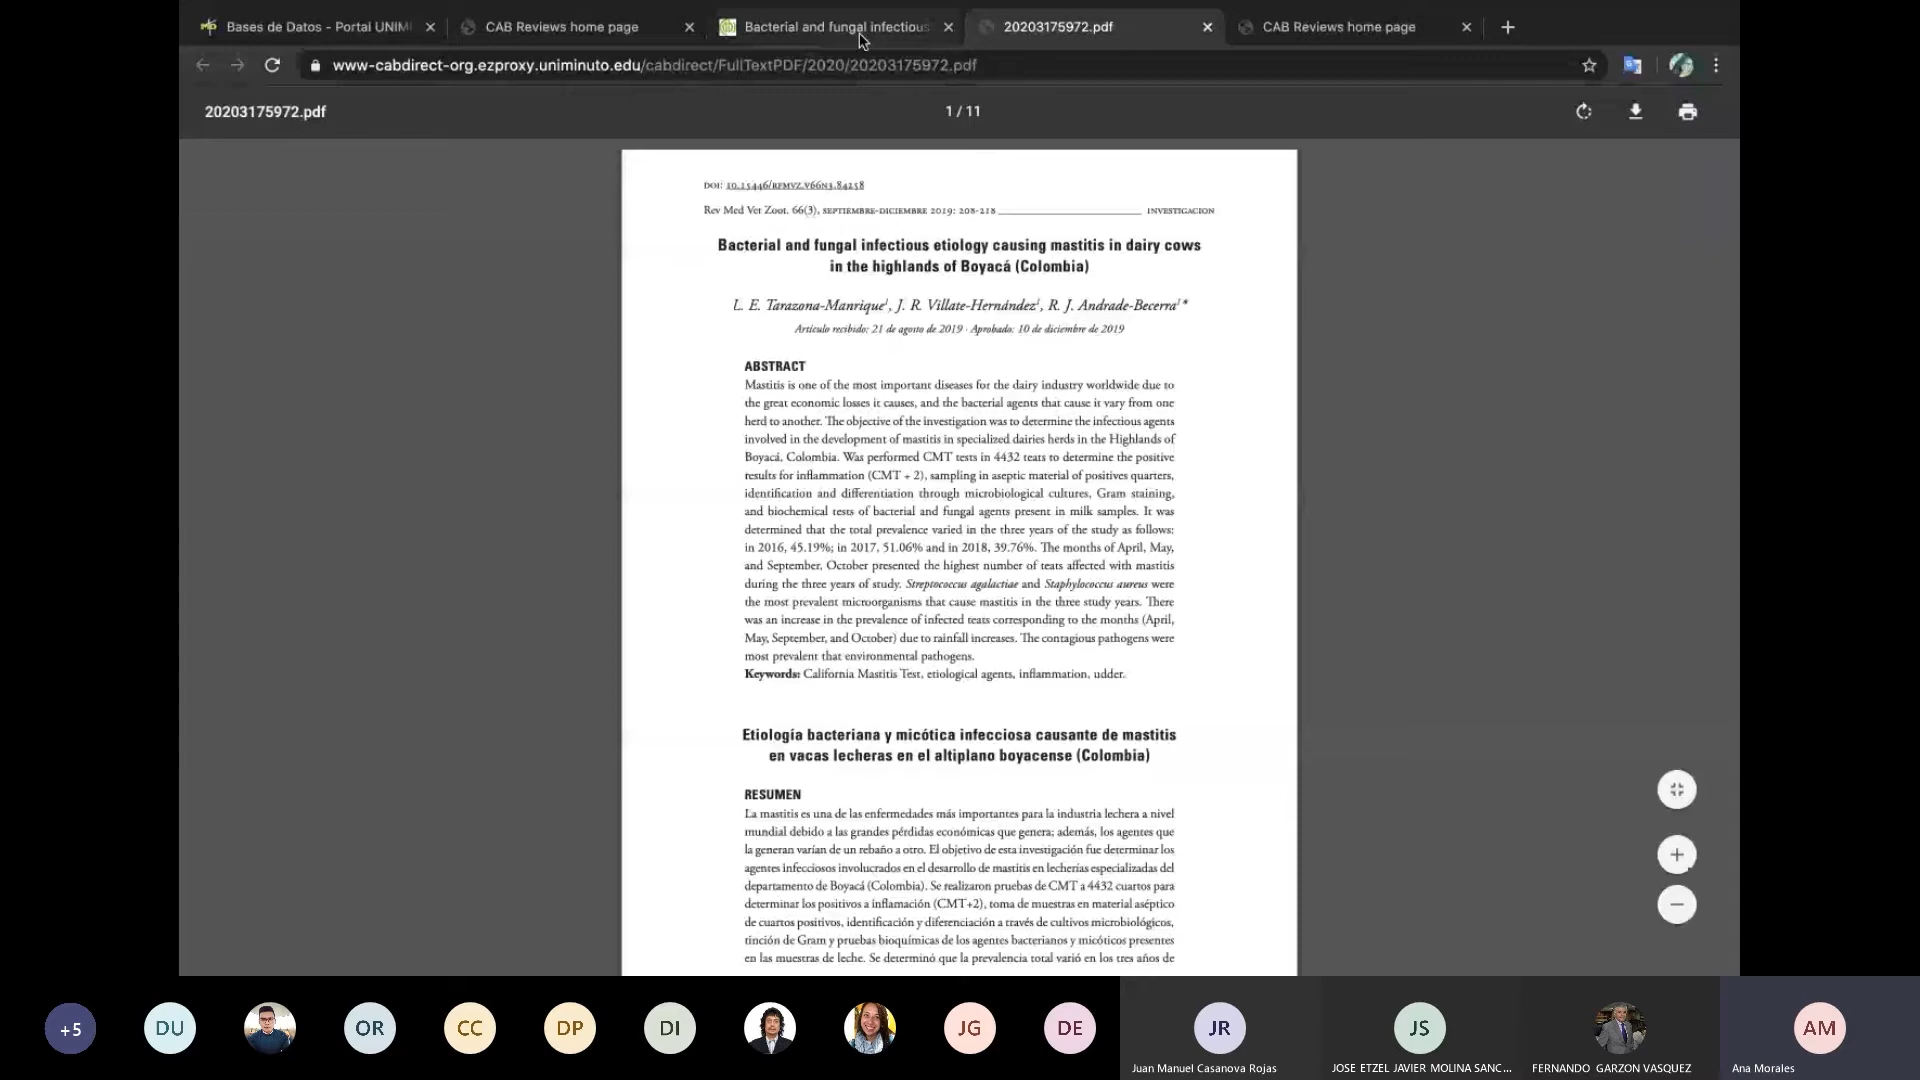 Bases de Datos - Portal UNIM
CAB Reviews home page
Bacterial and fungal infectious
20203175972.pdf
CAB Reviews home page
www-cabdirect-org.ezproxy.uniminuto.edu/cabdirect/FullTextPDF/2020/20203175972.pdf
20203175972.pdf
1 / 11
DOI: 10.15446/RFMVZ.V66N3.84258
Rev Med Vet Zoot. 66(3), SEPTIEMBRE-DICIEMBRE 2019: 208-218 INVESTIGACION
Bacterial and fungal infectious etiology causing mastitis in dairy cows
in the highlands of Boyacá (Colombia)
L. E. Tarazona-Manrique¹, J. R. Villate-Hernández¹, R. J. Andrade-Becerra¹*
Artículo recibido: 21 de agosto de 2019 · Aprobado: 10 de diciembre de 2019
ABSTRACT
Mastitis is one of the most important diseases for the dairy industry worldwide due to
the great economic losses it causes, and the bacterial agents that cause it vary from one
herd to another. The objective of the investigation was to determine the infectious agents
involved in the development of mastitis in specialized dairies herds in the Highlands of
Boyacá, Colombia. Was performed CMT tests in 4432 teats to determine the positive
results for inflammation (CMT + 2), sampling in aseptic material of positives quarters,
identification and differentiation through microbiological cultures, Gram staining,
and biochemical tests of bacterial and fungal agents present in milk samples. It was
determined that the total prevalence varied in the three years of the study as follows:
in 2016, 45.19%; in 2017, 51.06% and in 2018, 39.76%. The months of April, May,
and September, October presented the highest number of teats affected with mastitis
during the three years of study. Streptococcus agalactiae and Staphylococcus aureus were
the most prevalent microorganisms that cause mastitis in the three study years. There
was an increase in the prevalence of infected teats corresponding to the months (April,
May, September, and October) due to rainfall increases. The contagious pathogens were
most prevalent that environmental pathogens.
Keywords: California Mastitis Test, etiological agents, inflammation, udder.
Etiología bacteriana y micótica infecciosa causante de mastitis
en vacas lecheras en el altiplano boyacense (Colombia)
RESUMEN
La mastitis es una de las enfermedades más importantes para la industria lechera a nivel
mundial debido a las grandes pérdidas económicas que genera; además, los agentes que
la generan varían de un rebaño a otro. El objetivo de esta investigación fue determinar los
agentes infecciosos involucrados en el desarrollo de mastitis en lecherías especializadas del
departamento de Boyacá (Colombia). Se realizaron pruebas de CMT a 4432 cuartos para
determinar los positivos a inflamación (CMT+2), toma de muestras en material aséptico
de cuartos positivos, identificación y diferenciación a través de cultivos microbiológicos,
tinción de Gram y pruebas bioquímicas de los agentes bacterianos y micóticos presentes
en las muestras de leche. Se determinó que la prevalencia total varió en los tres años de
+5
DU
OR
CC
DP
DI
JG
DE
JR
JS
AM
Juan Manuel Casanova Rojas
JOSE ETZEL JAVIER MOLINA SANC...
FERNANDO GARZON VASQUEZ
Ana Morales